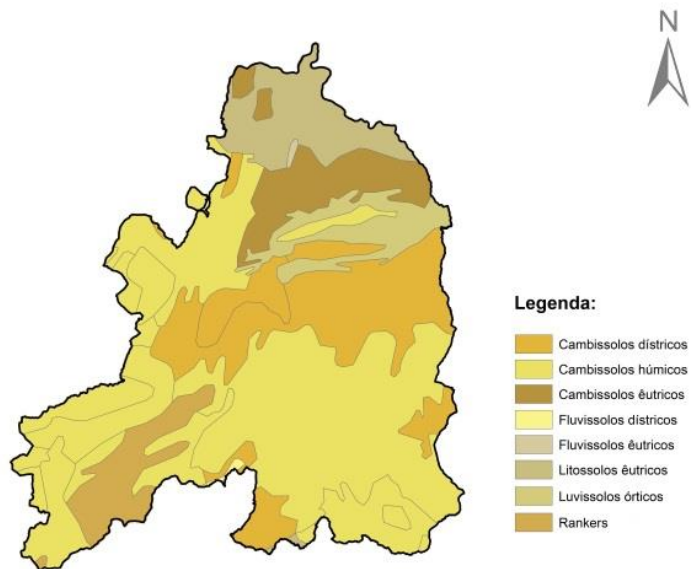 N
Legenda:
Cambissolos dístricos
Cambissolos húmicos
Cambissolos êutricos
Fluvissolos dístricos
Fluvissolos êutricos
Litossolos êutricos
Luvissolos órticos
Rankers